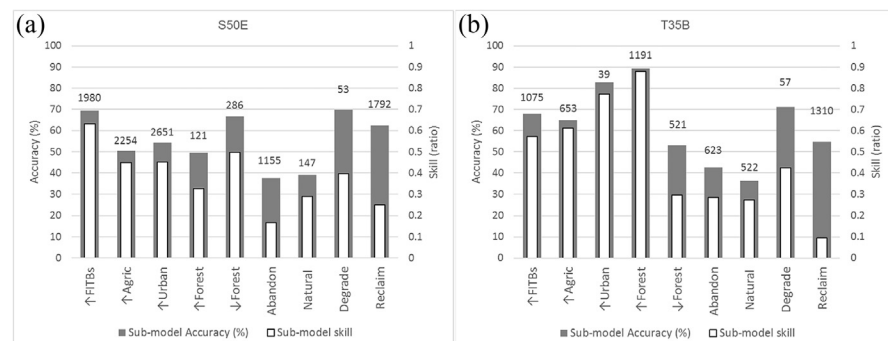 (a)
S50E
Accuracy (%)
100
90
80
70
60
50
40
30
20
10
0
1980
2254
2651
121
286
1155
147
53
1792
1
0.9
0.8
0.7
0.6
0.5
0.4
0.3
0.2
0.1
0
Skill (ratio)
↑FITBs
↑Agric
↑Urban
↑Forest
↓Forest
Abandon
Natural
Degrade
Reclaim
Sub-model Accuracy (%)
Sub-model skill
(b)
T35B
Accuracy (%)
100
90
80
70
60
50
40
30
20
10
0
1075
653
39
1191
521
623
522
57
1310
1
0.9
0.8
0.7
0.6
0.5
0.4
0.3
0.2
0.1
0
Skill (ratio)
↑FITBs
↑Agric
↑Urban
↑Forest
↓Forest
Abandon
Natural
Degrade
Reclaim
Sub-model Accuracy (%)
Sub-model skill